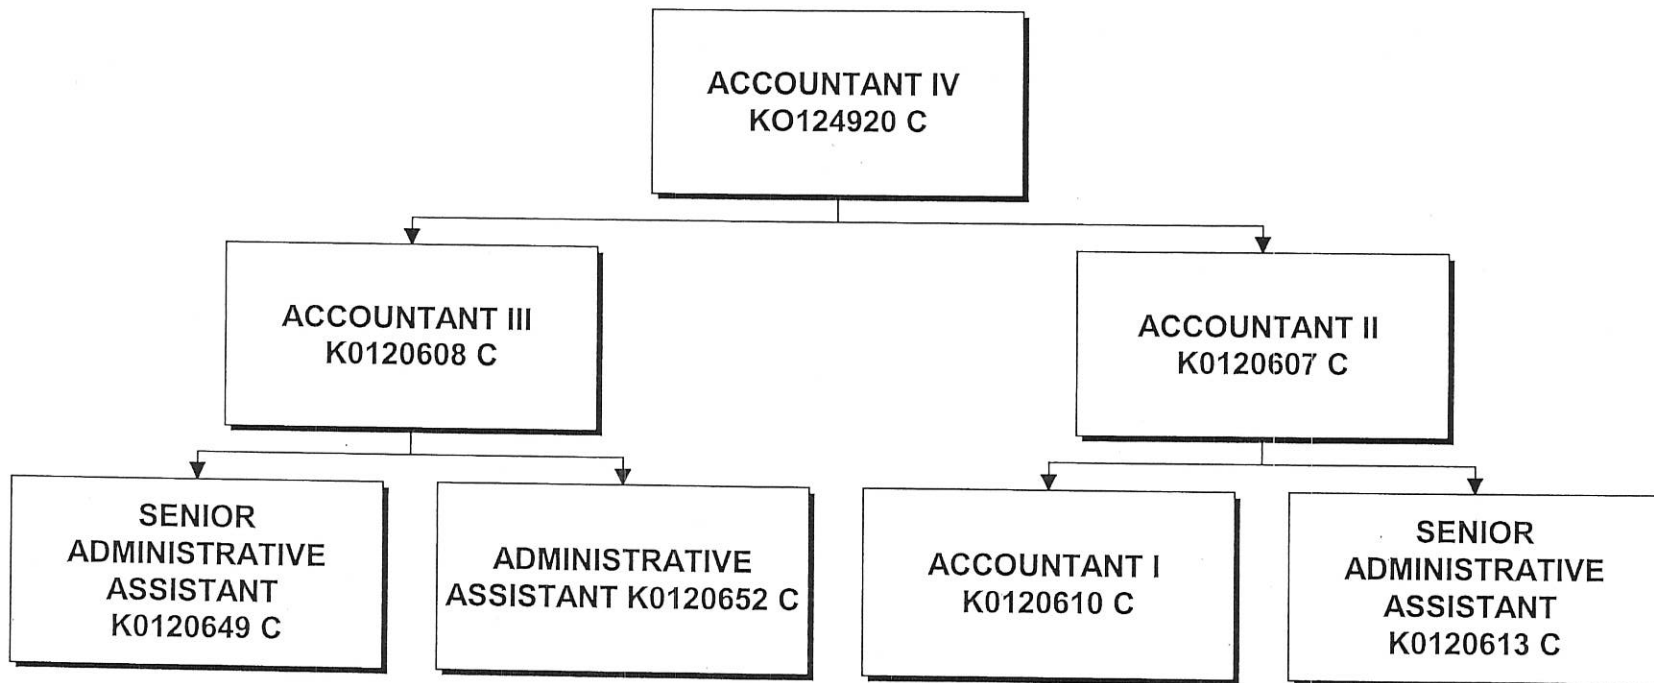 ACCOUNTANT IV
KO124920 C
ACCOUNTANT III
K0120608 C
ACCOUNTANT II
K0120607 C
SENIOR
ADMINISTRATIVE
ASSISTANT
K0120649 C
ADMINISTRATIVE
ASSISTANT K0120652 C
ACCOUNTANT I
K0120610 C
SENIOR
ADMINISTRATIVE
ASSISTANT
K0120613 C